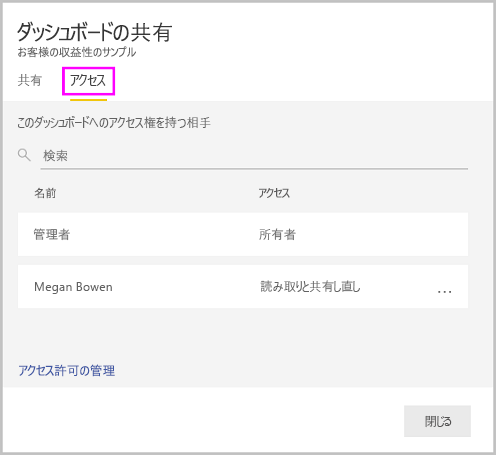 ダッシュボードの共有
お客様の収益性のサンプル
共有 アクセス
このダッシュボードへのアクセス権を持つ相手
検索
名前 アクセス
管理者 所有者
Megan Bowen 読み取りと共有し直し ...
アクセス許可の管理
閉じる